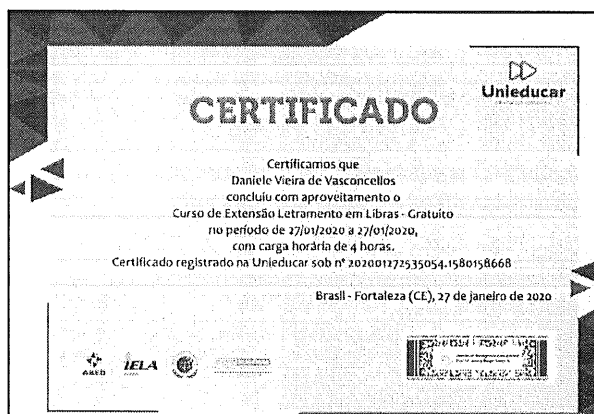 Unieducar
CERTIFICADO
Certificamos que
Daniele Vieira de Vasconcellos
concluiu com aproveitamento o
Curso de Extensão Letramento em Libras - Gratuito
no período de 27/01/2020 a 27/01/2020,
com carga horária de 4 horas.
Certificado registrado na Unieducar sob nº 202001272535054.1580158668
Brasil - Fortaleza (CE), 27 de janeiro de 2020
ABED
IELA